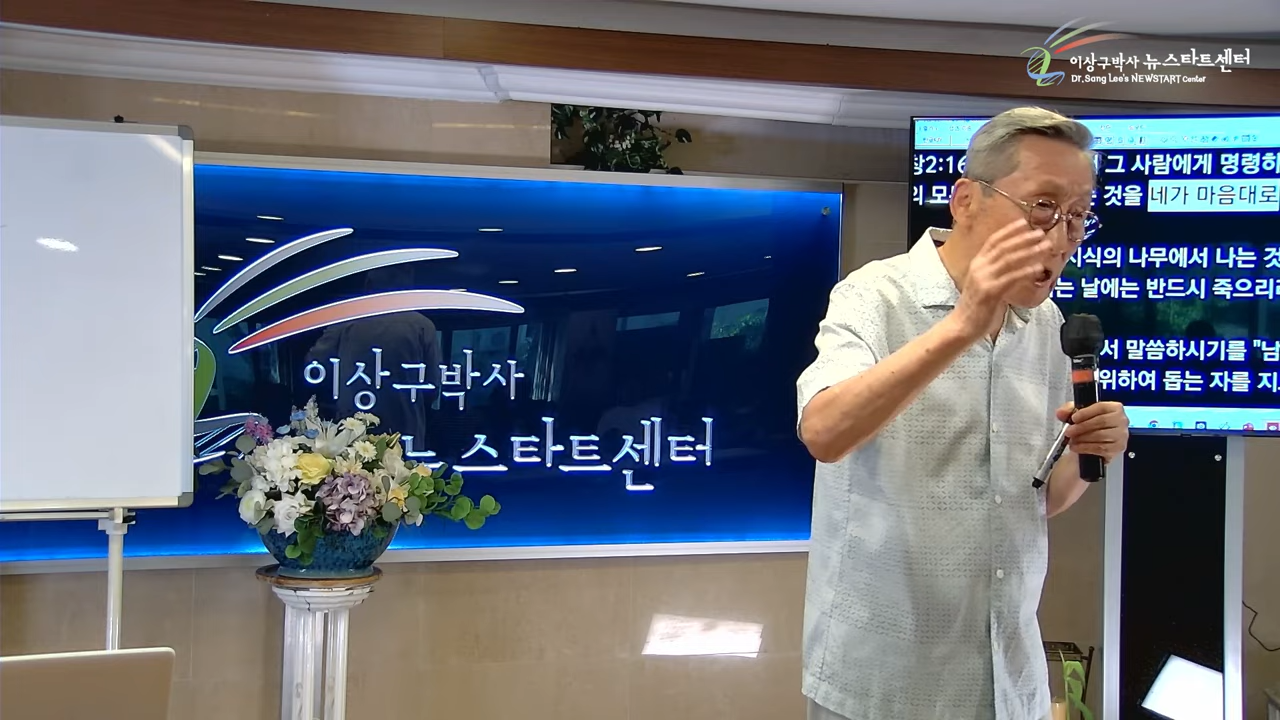 이상구박사 뉴스타트센터
Dr. Sang Lee's NEWSTART Center
이상구박사
뉴스타트센터
창2:16 그 사람에게 명령하
의 모 것을 네가 마음대로
지식의 나무에서 나는 것
는 날에는 반드시 죽으리라
서 말씀하시기를 "남
위하여 돕는 자를 지